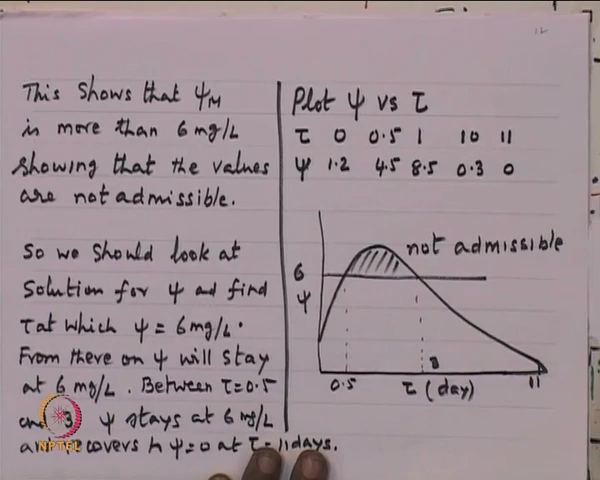 12
This shows that ψM
is more than 6 mg/L
showing that the values
are not admissible.
So we should look at
Solution for ψ and find
τ at which ψ = 6 mg/L.
From there on ψ will stay
at 6 mg/L. Between τ=0.5
3 ψ stays at 6 mg/L
ψ=0 at τ = 11 days.
Plot ψ vs τ
τ 0 0.5 1 10 11
ψ 1.2 4.5 8.5 0.3 0
not admissible
6
ψ
0.5 τ (day) 11
NPTEL